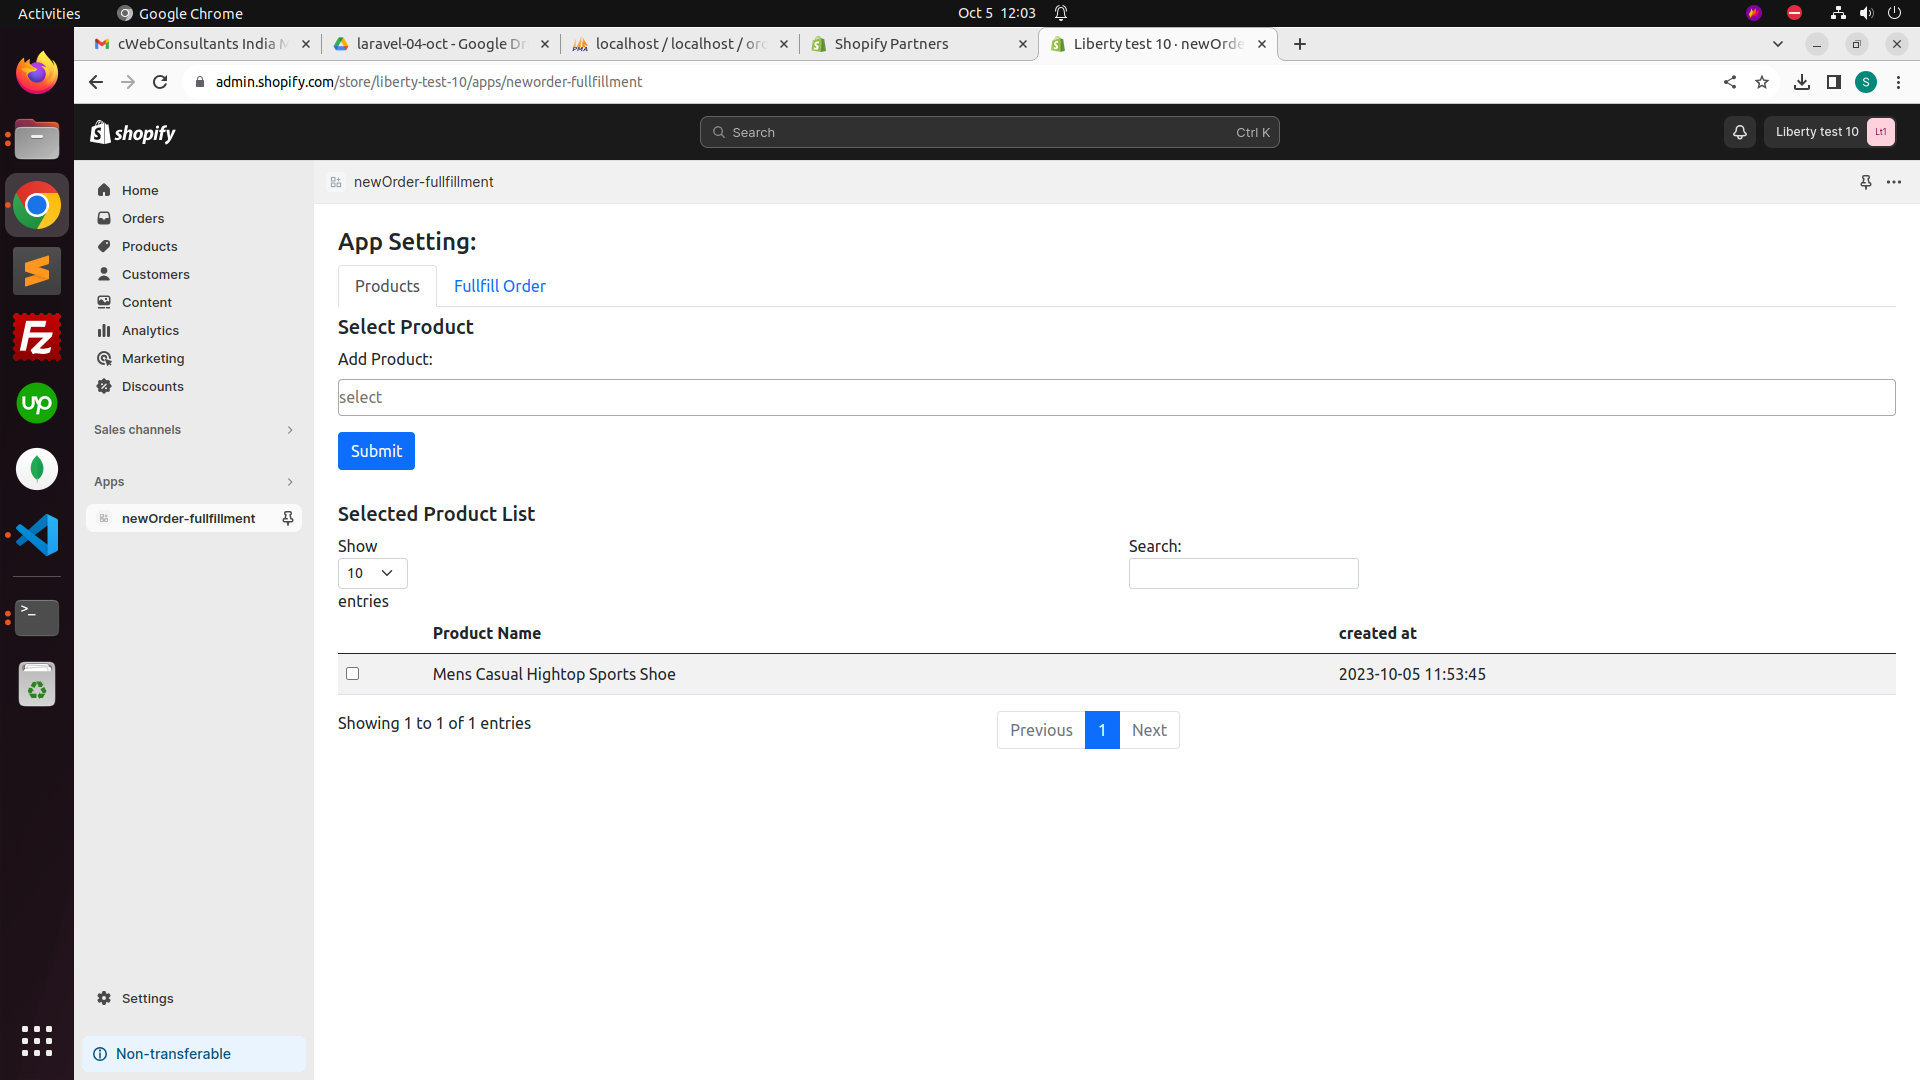 Activities
Google Chrome
Oct 5 12:03
cWebConsultants India M
laravel-04-oct - Google Dr
localhost / localhost / orc
Shopify Partners
Liberty test 10 · newOrde
admin.shopify.com/store/liberty-test-10/apps/neworder-fullfillment
S
shopify
Search
Ctrl K
Liberty test 10
Lt1
Home
Orders
Products
Customers
Content
Analytics
Marketing
Discounts
Sales channels
Apps
newOrder-fullfillment
Settings
Non-transferable
newOrder-fullfillment
App Setting:
Products
Fullfill Order
Select Product
Add Product:
select
Submit
Selected Product List
Show
10
entries
Search:
Product Name
created at
Mens Casual Hightop Sports Shoe
2023-10-05 11:53:45
Showing 1 to 1 of 1 entries
Previous
1
Next
Fz
up
PMA
>_